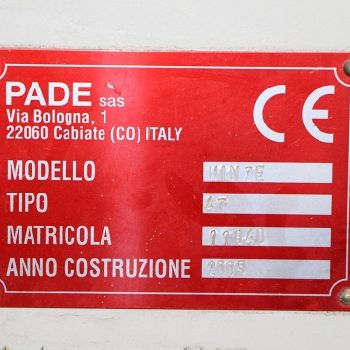 PADE sas
Via Bologna, 1
22060 Cabiate (CO) ITALY
CE
MODELLO
TIPO
MATRICOLA
ANNO COSTRUZIONE